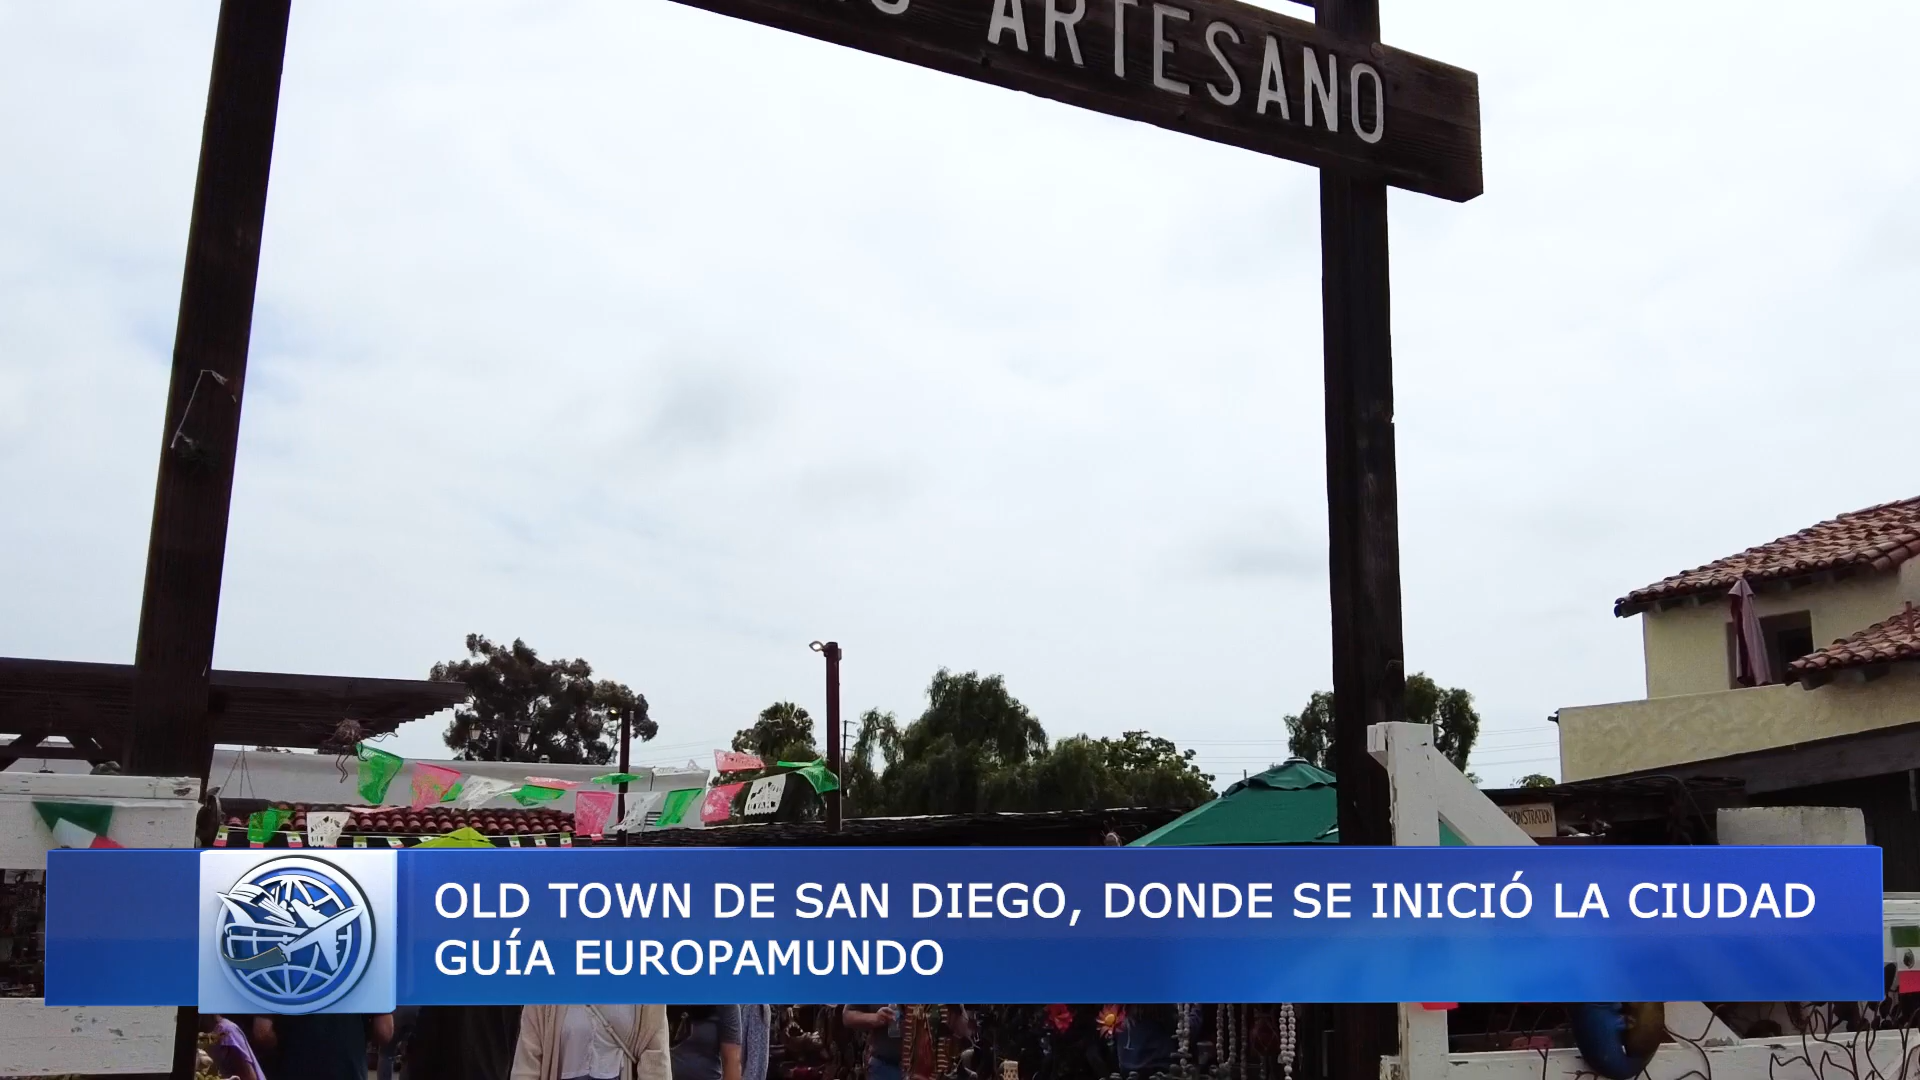 ARTESANO
OLD TOWN DE SAN DIEGO, DONDE SE INICIÓ LA CIUDAD
GUÍA EUROPAMUNDO